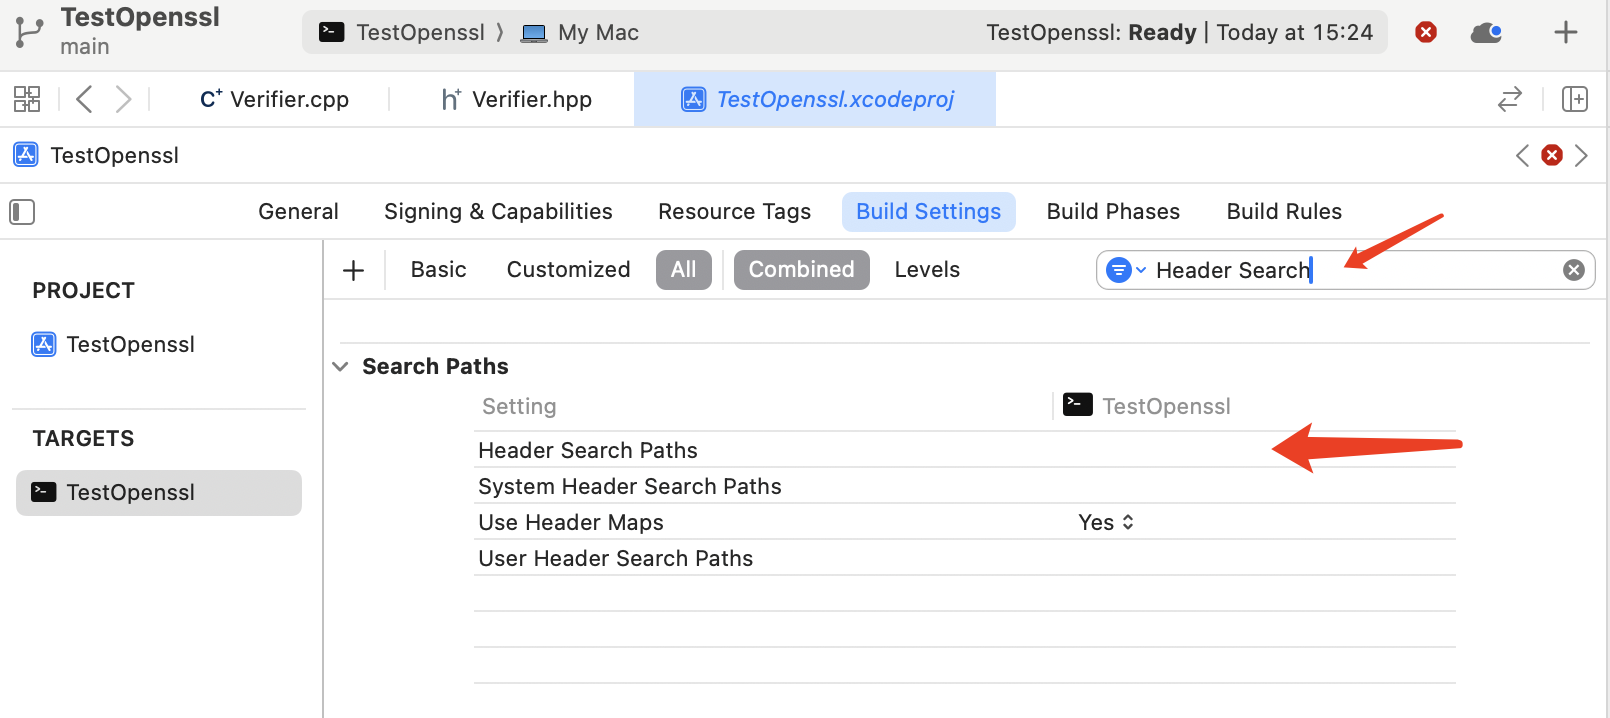 TestOpenssl
main
TestOpenssl ⟩ My Mac
TestOpenssl: Ready | Today at 15:24
Verifier.cpp
Verifier.hpp
TestOpenssl.xcodeproj
TestOpenssl
General Signing & Capabilities Resource Tags Build Settings Build Phases Build Rules
Basic Customized All Combined Levels
Header Search
PROJECT
TestOpenssl
TARGETS
TestOpenssl
Search Paths
Setting TestOpenssl
Header Search Paths
System Header Search Paths
Use Header Maps Yes
User Header Search Paths